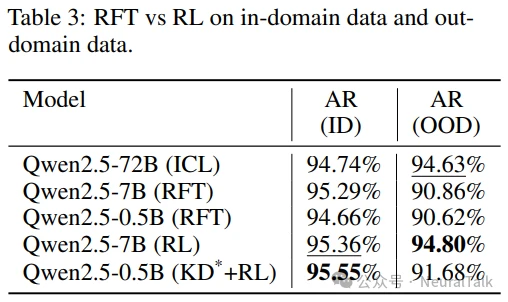 Table 3: RFT vs RL on in-domain data and out-
domain data.
Model AR AR
(ID) (OOD)
Qwen2.5-72B (ICL) 94.74% 94.63%
Qwen2.5-7B (RFT) 95.29% 90.86%
Qwen2.5-0.5B (RFT) 94.66% 90.62%
Qwen2.5-7B (RL) 95.36% 94.80%
Qwen2.5-0.5B (KD*+RL) 95.55% 91.68%
公众号 · NeuralTalk